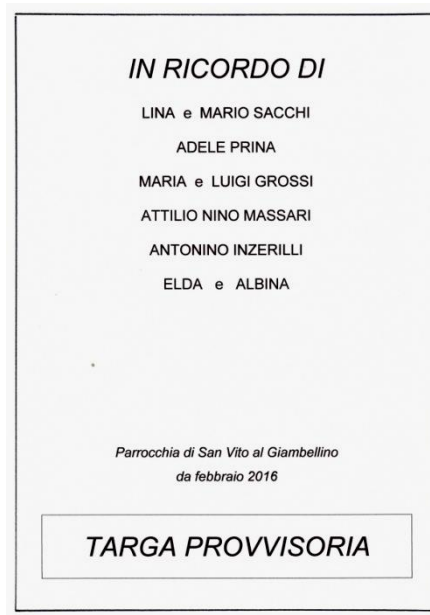 IN RICORDO DI
LINA e MARIO SACCHI
ADELE PRINA
MARIA e LUIGI GROSSI
ATTILIO NINO MASSARI
ANTONINO INZERILLI
ELDA e ALBINA
Parrocchia di San Vito al Giambellino
da febbraio 2016
TARGA PROVVISORIA